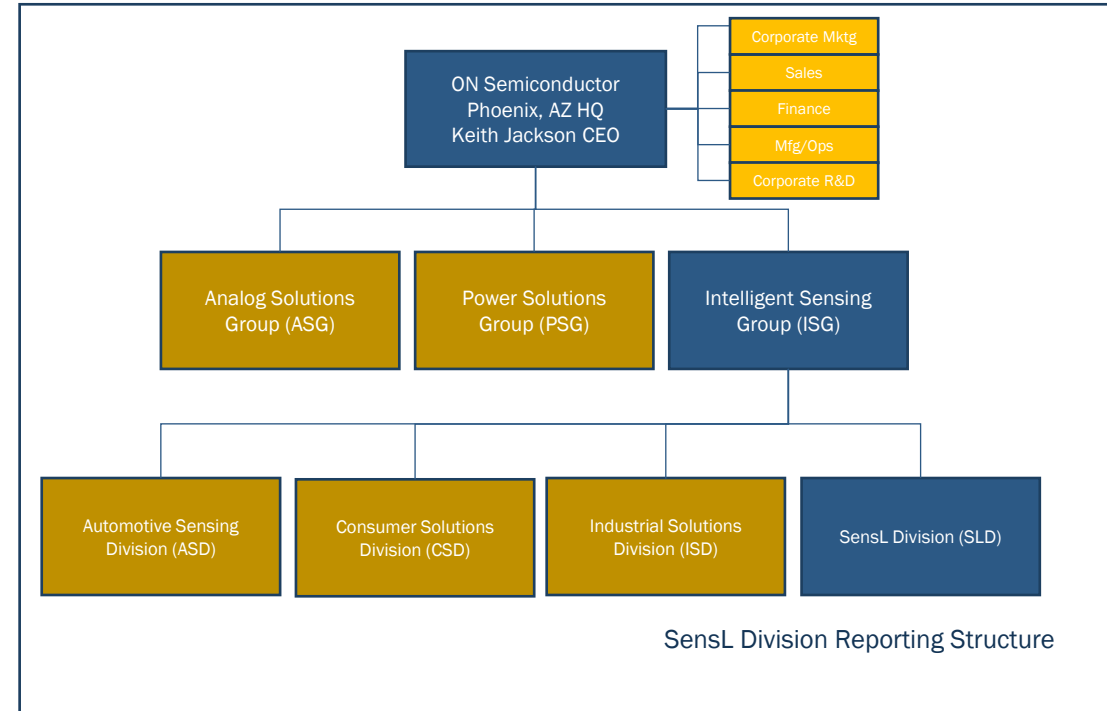 ON Semiconductor
Phoenix, AZ HQ
Keith Jackson CEO
Corporate Mktg
Sales
Finance
Mfg/Ops
Corporate R&D
Analog Solutions
Group (ASG)
Power Solutions
Group (PSG)
Intelligent Sensing
Group (ISG)
Automotive Sensing
Division (ASD)
Consumer Solutions
Division (CSD)
Industrial Solutions
Division (ISD)
SensL Division (SLD)
SensL Division Reporting Structure